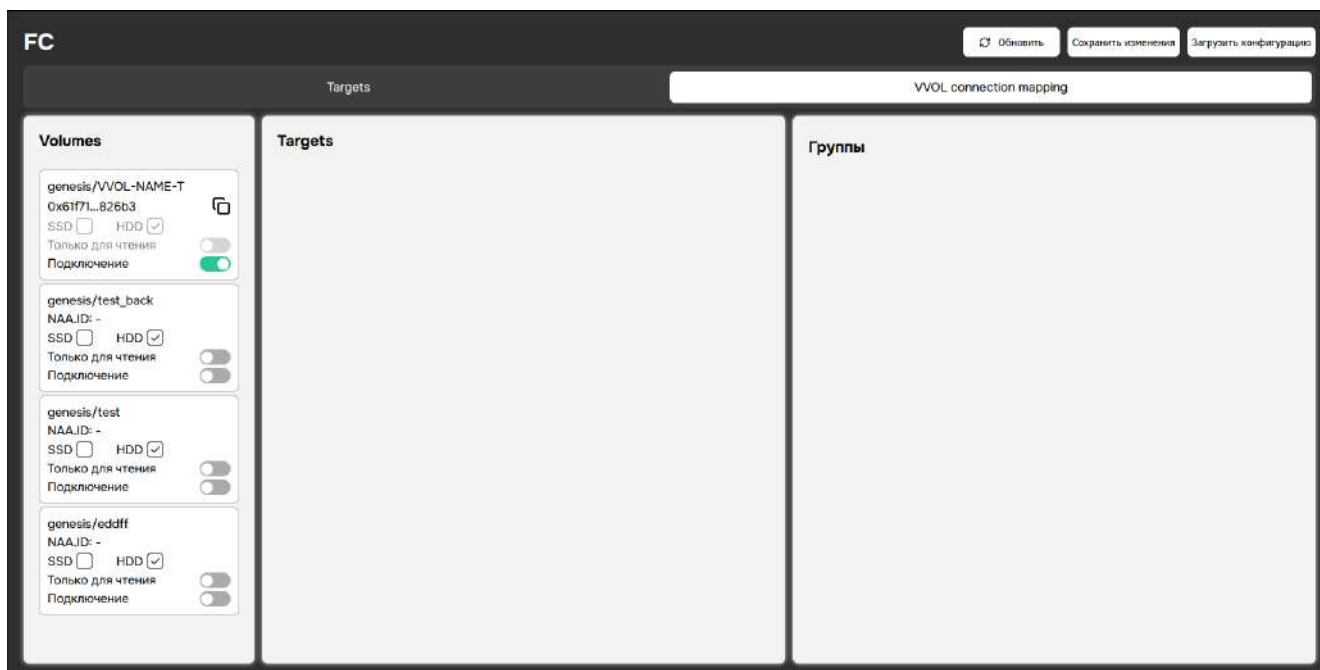 FC
Обновить
Сохранить изменения
Загрузить конфигурацию
Targets
VVOL connection mapping
Volumes
genesis/VVOL-NAME-T
0x61f71...826b3
SSD HDD
Только для чтения
Подключение
genesis/test_back
NAA.ID: -
SSD HDD
Только для чтения
Подключение
genesis/test
NAA.ID: -
SSD HDD
Только для чтения
Подключение
genesis/eddff
NAA.ID: -
SSD HDD
Только для чтения
Подключение
Targets
Группы